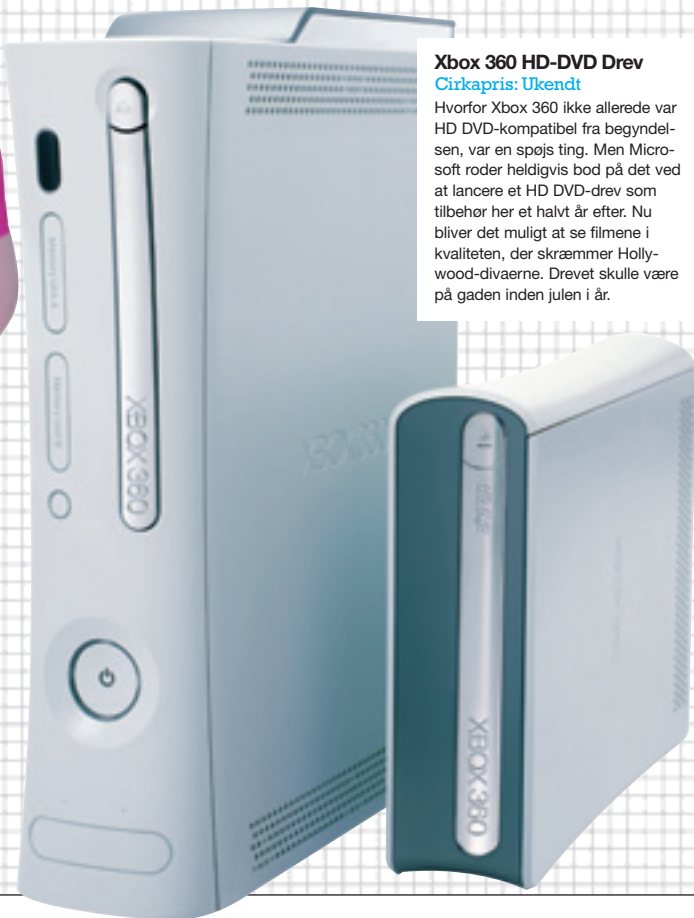 Xbox 360 HD-DVD Drev
Cirkapris: Ukendt
Hvorfor Xbox 360 ikke allerede var
HD DVD-kompatibel fra begyndel-
sen, var en spøjs ting. Men Micro-
soft roder heldigvis bod på det ved
at lancere et HD DVD-drev som
tilbehør her et halvt år efter. Nu
bliver det muligt at se filmene i
kvaliteten, der skræmmer Holly-
wood-divaerne. Drevet skulle være
på gaden inden julen i år.
XBOX 360
XBOX 360